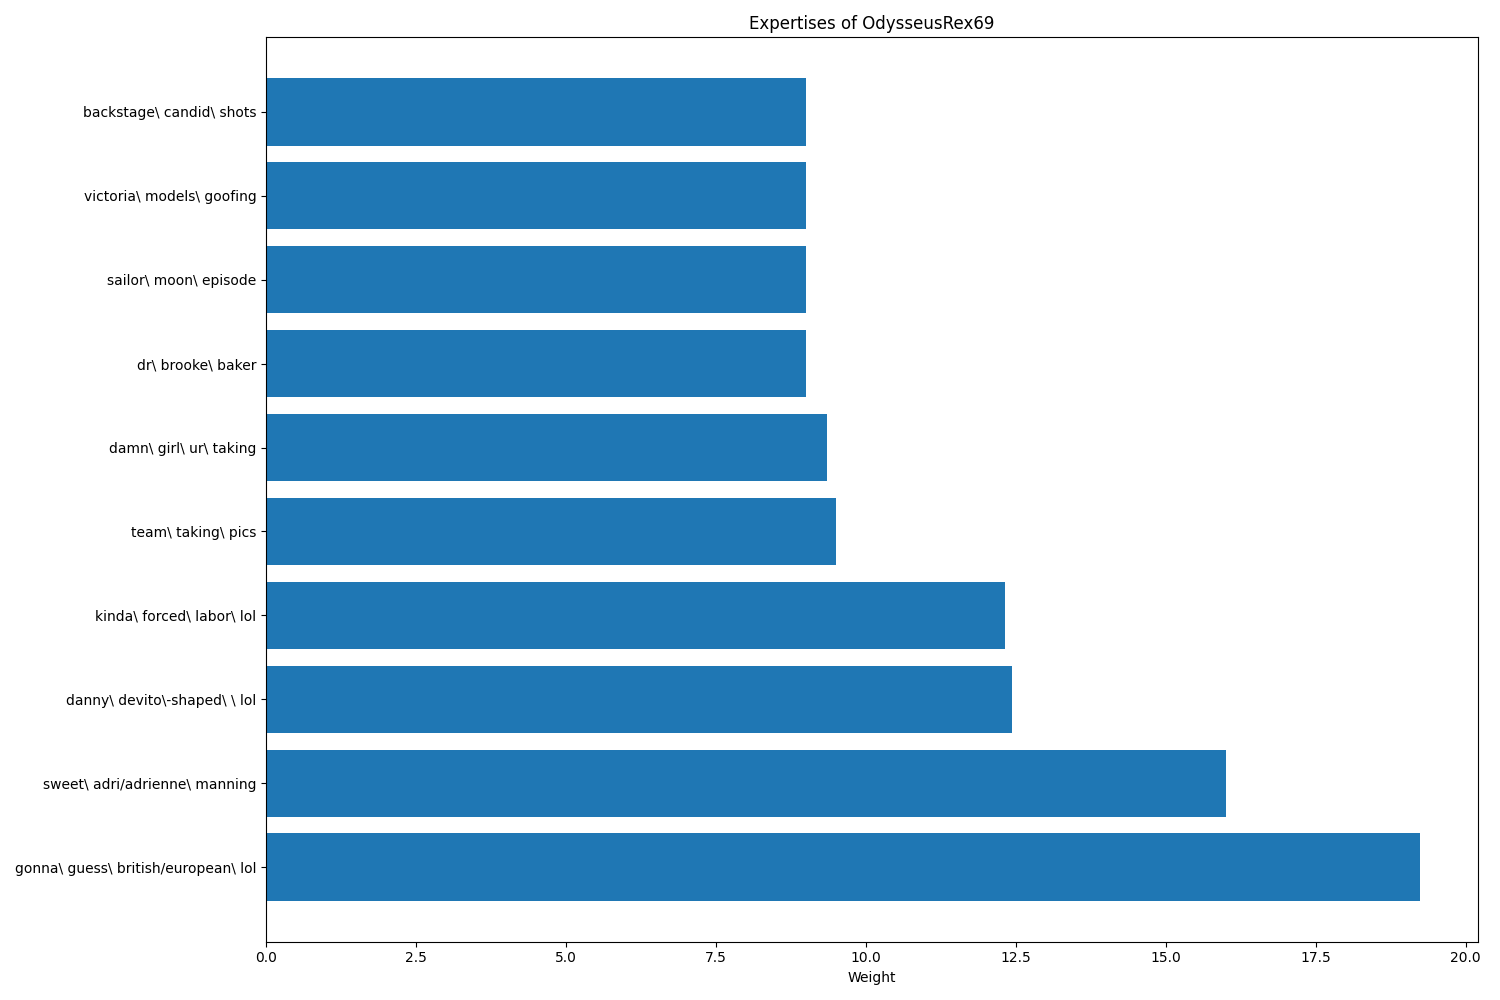 Expertises of OdysseusRex69
backstage\ candid\ shots
victoria\ models\ goofing
sailor\ moon\ episode
dr\ brooke\ baker
damn\ girl\ ur\ taking
team\ taking\ pics
kinda\ forced\ labor\ lol
danny\ devito\-shaped\ \ lol
sweet\ adri/adrienne\ manning
gonna\ guess\ british/european\ lol
0.0 2.5 5.0 7.5 10.0 12.5 15.0 17.5 20.0
Weight